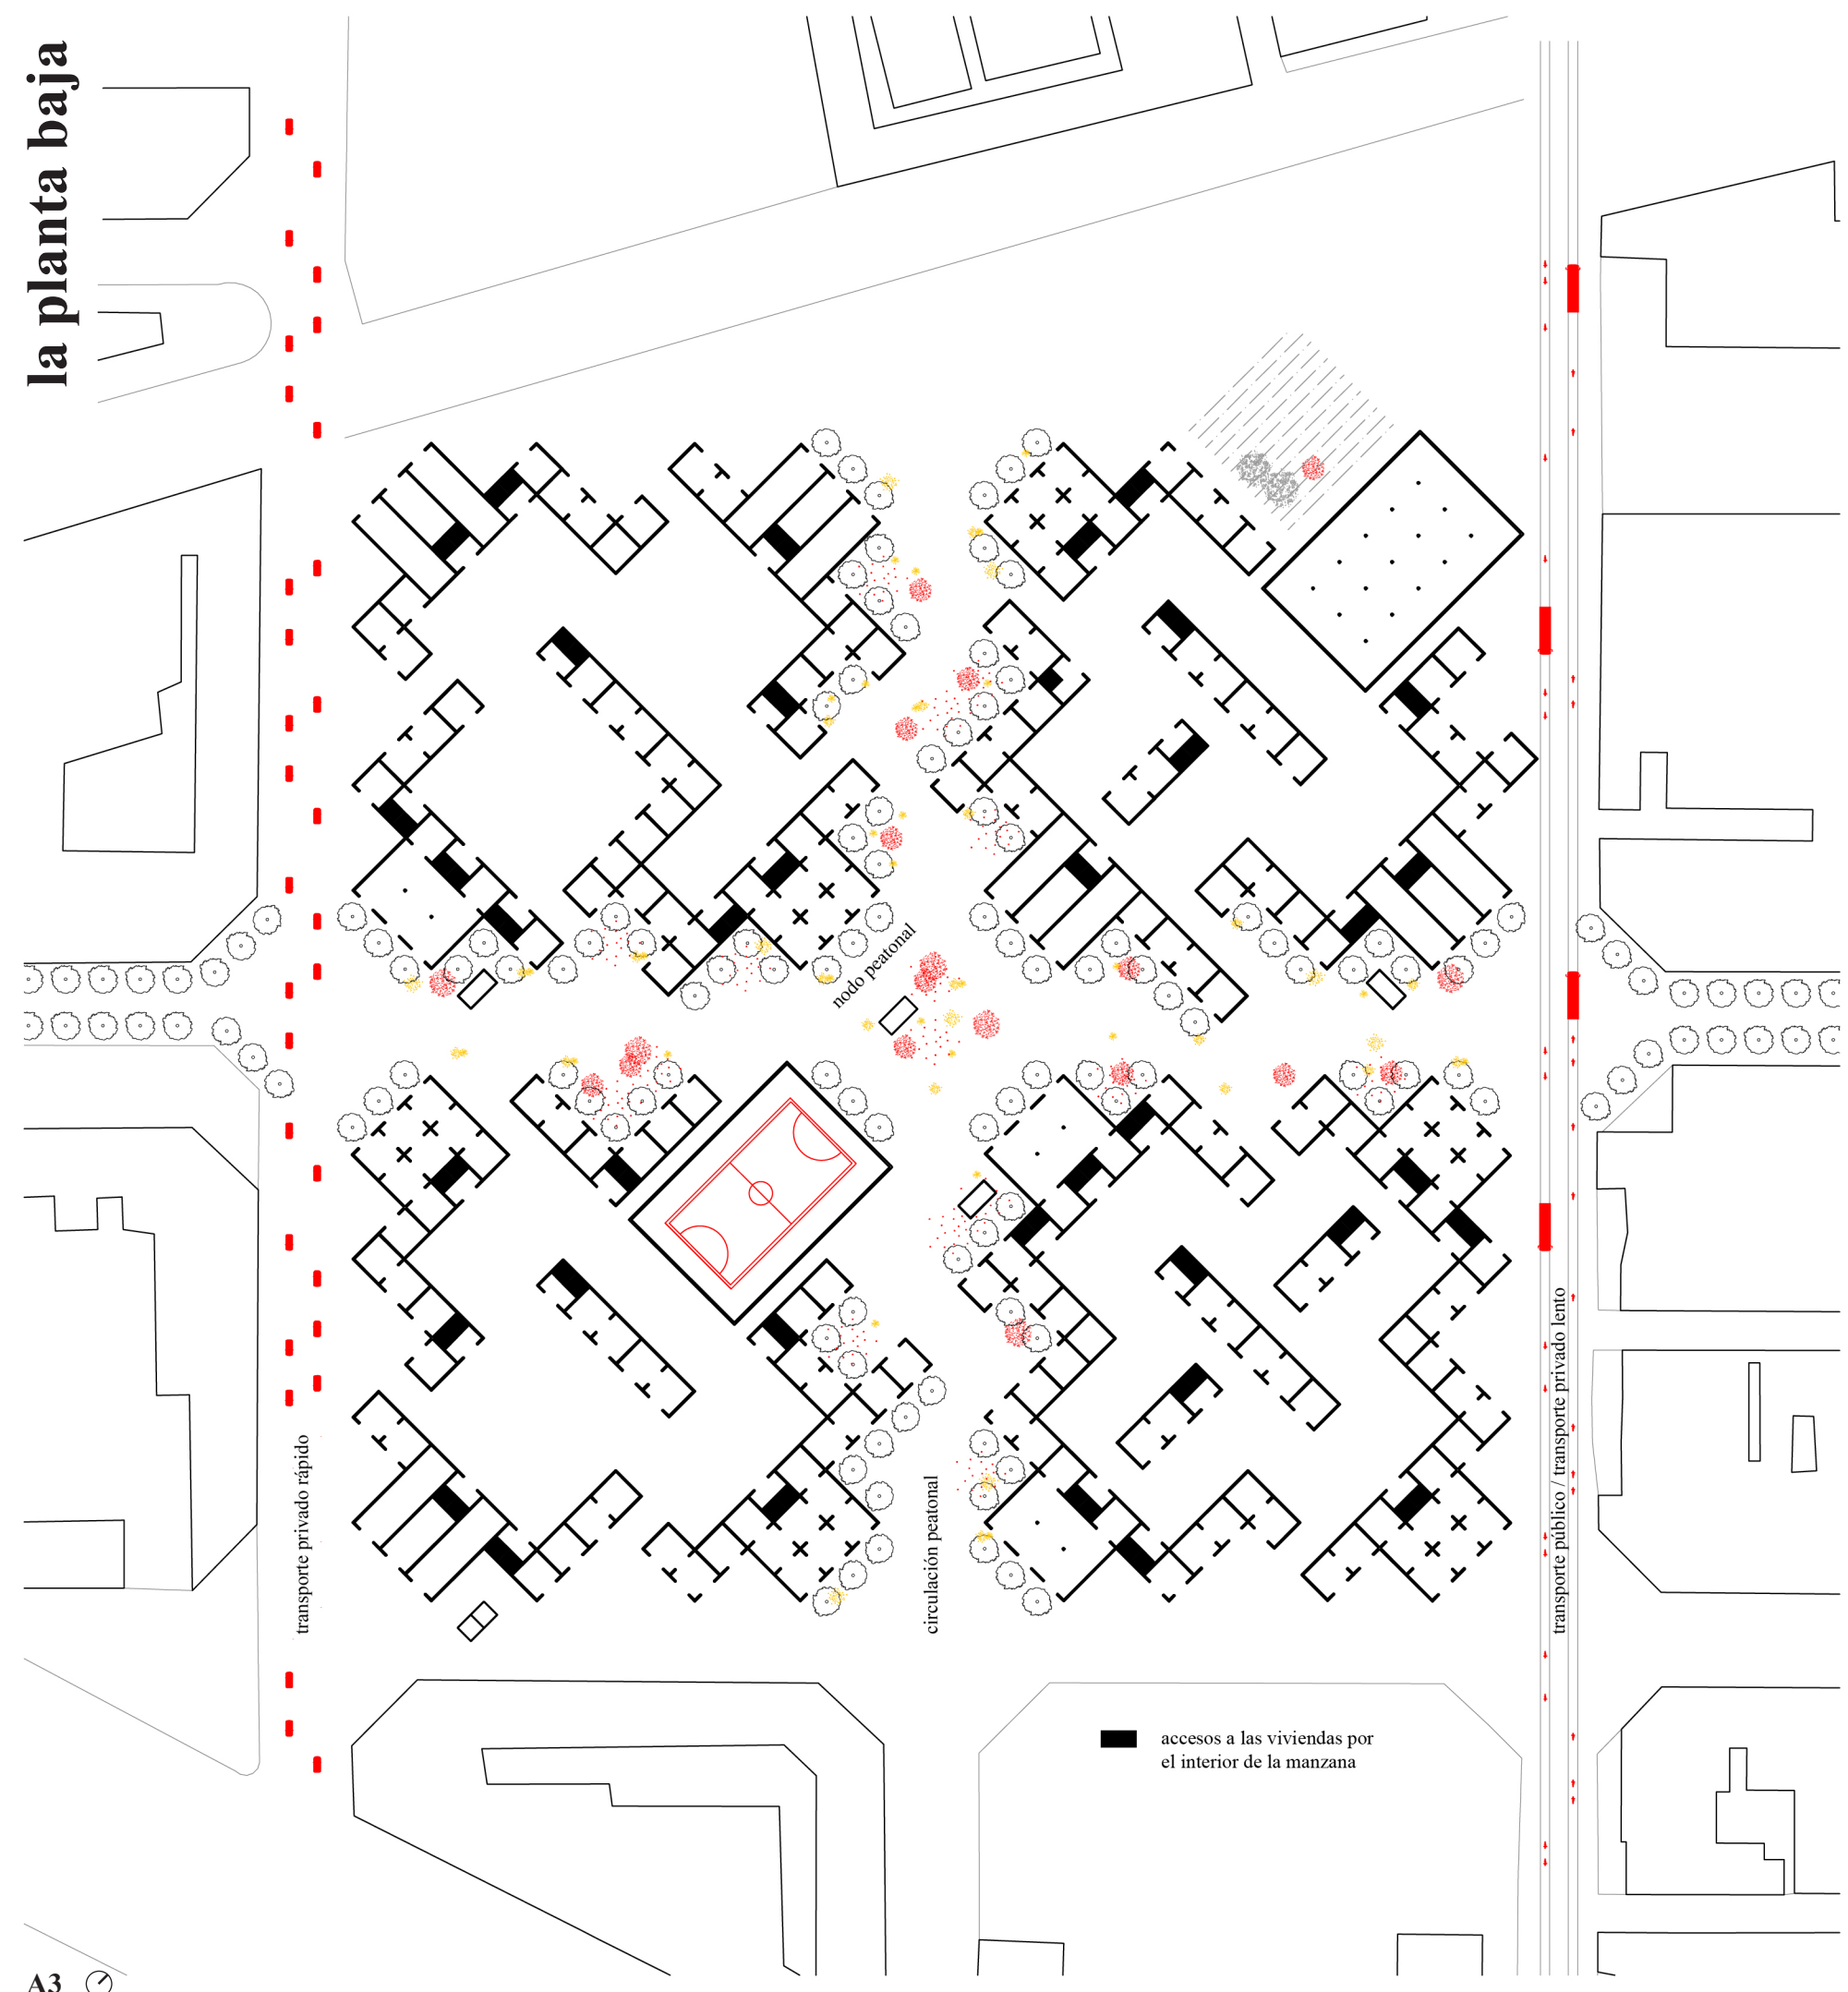 la planta baja
nodo peatonal
transporte privado rápido
circulación peatonal
transporte público / transporte privado lento
accesos a las viviendas por
el interior de la manzana
A3